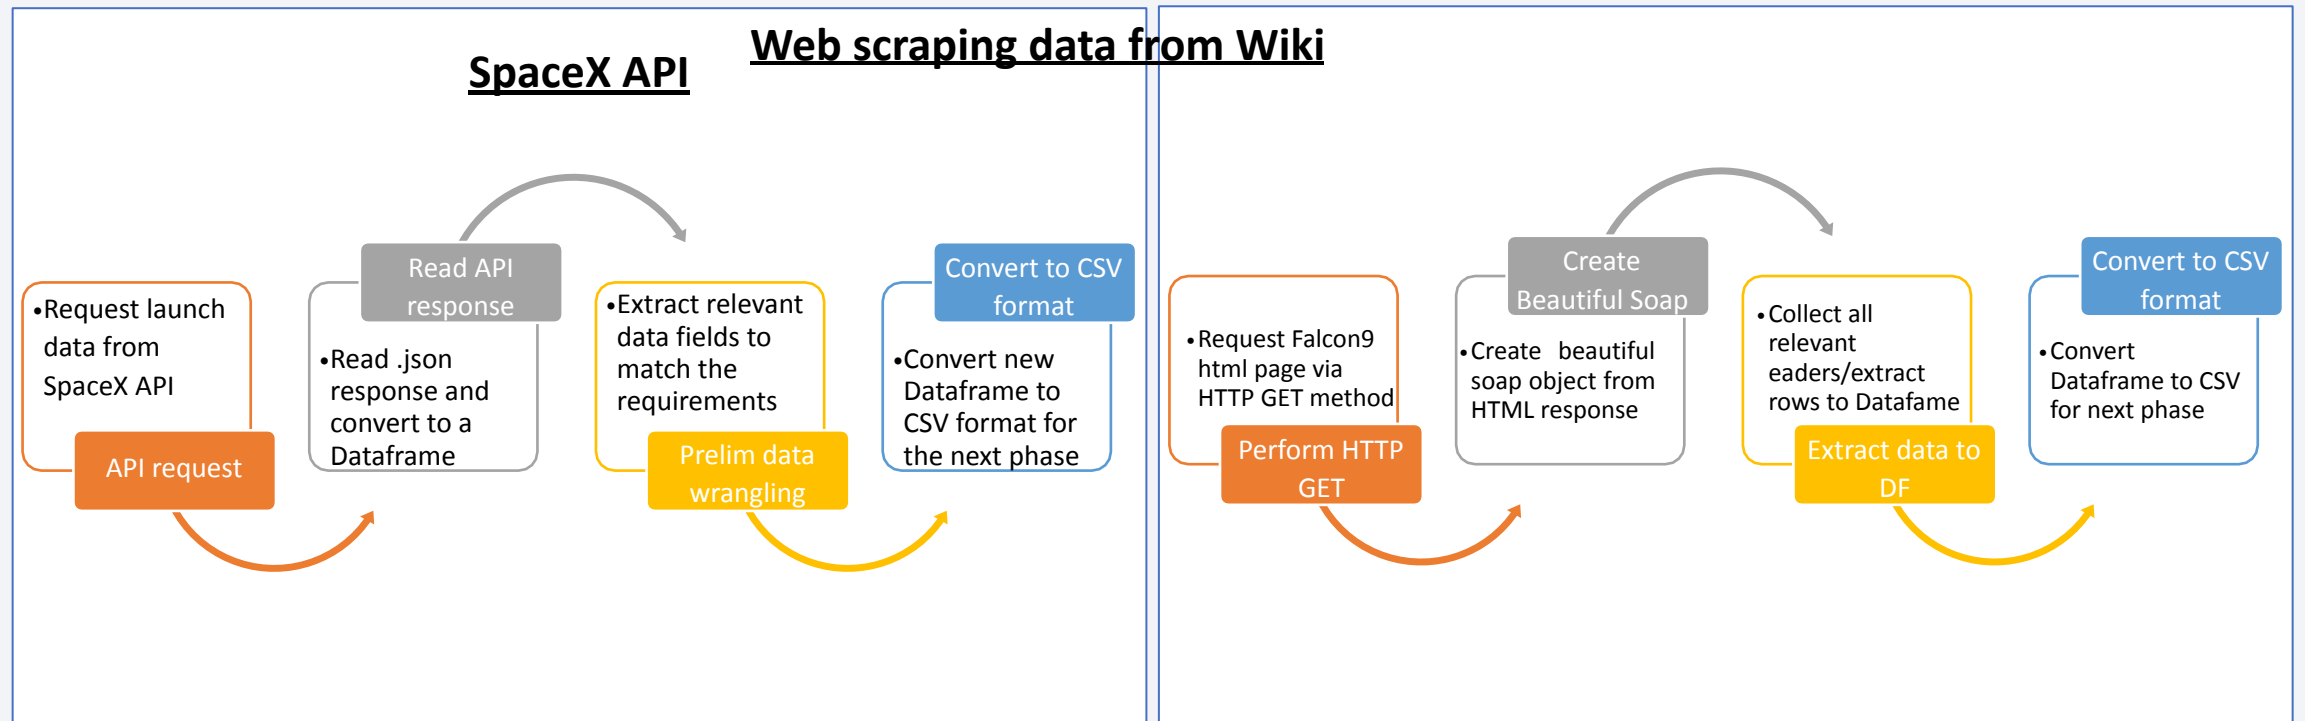 SpaceX API
•Request launch
data from
SpaceX API
API request
Read API
response
•Read .json
response and
convert to a
Dataframe
•Extract relevant
data fields to
match the
requirements
Prelim data
wrangling
Convert to CSV
format
•Convert new
Dataframe to
CSV format for
the next phase
Web scraping data from Wiki
•Request Falcon9
html page via
HTTP GET method
Perform HTTP
GET
Create
Beautiful Soap
•Create beautiful
soap object from
HTML response
•Collect all
relevant
eaders/extract
rows to Datafame
Extract data to
DF
Convert to CSV
format
•Convert
Dataframe to CSV
for next phase